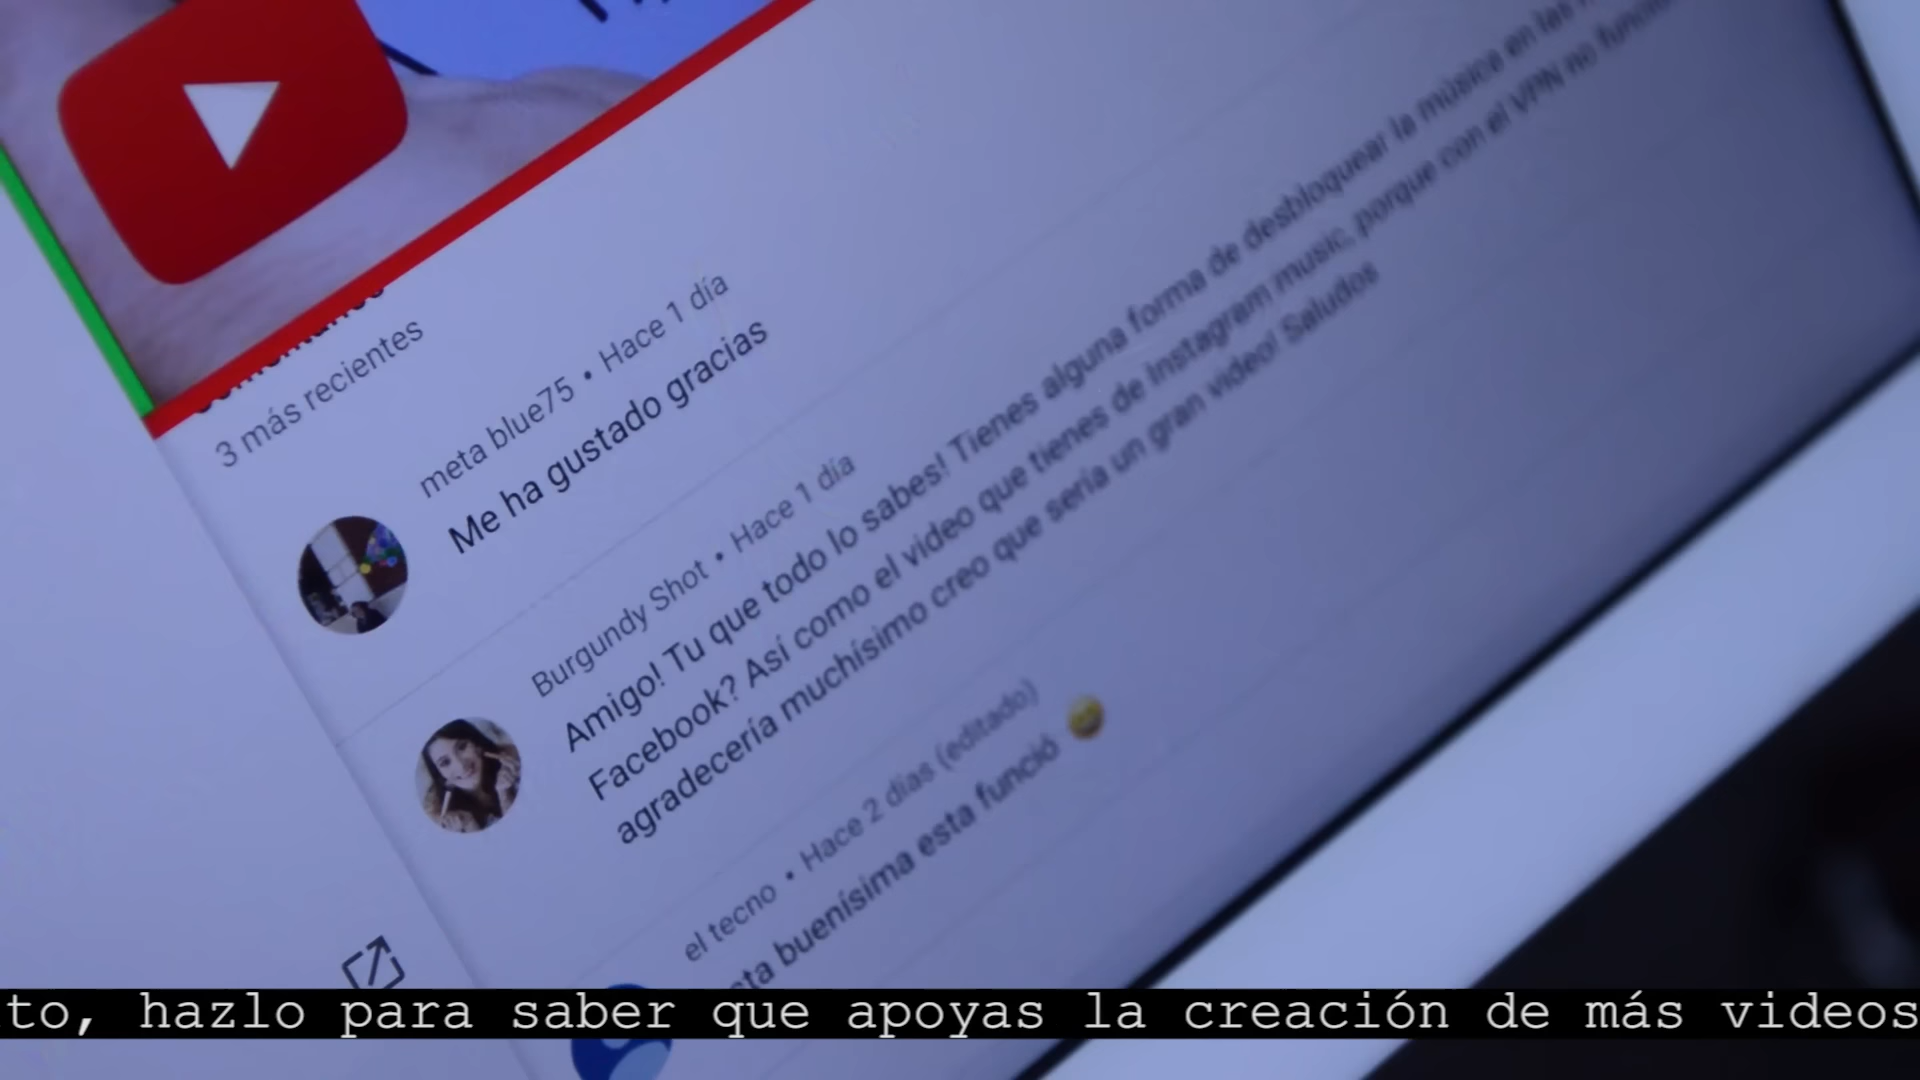 3 más recientes
meta blue75 • Hace 1 día
Me ha gustado gracias
Burgundy Shot • Hace 1 día
Amigo! Tu que todo lo sabes! Tienes alguna forma de desbloquear la música en las
Facebook? Así como el video que tienes de Instagram music, porque con el VPN no
agradecería muchísimo creo que sería un gran video! Saludos
el tecno • Hace 2 días (editado)
buenísima esta funció 😄
to, hazlo para saber que apoyas la creación de más videos